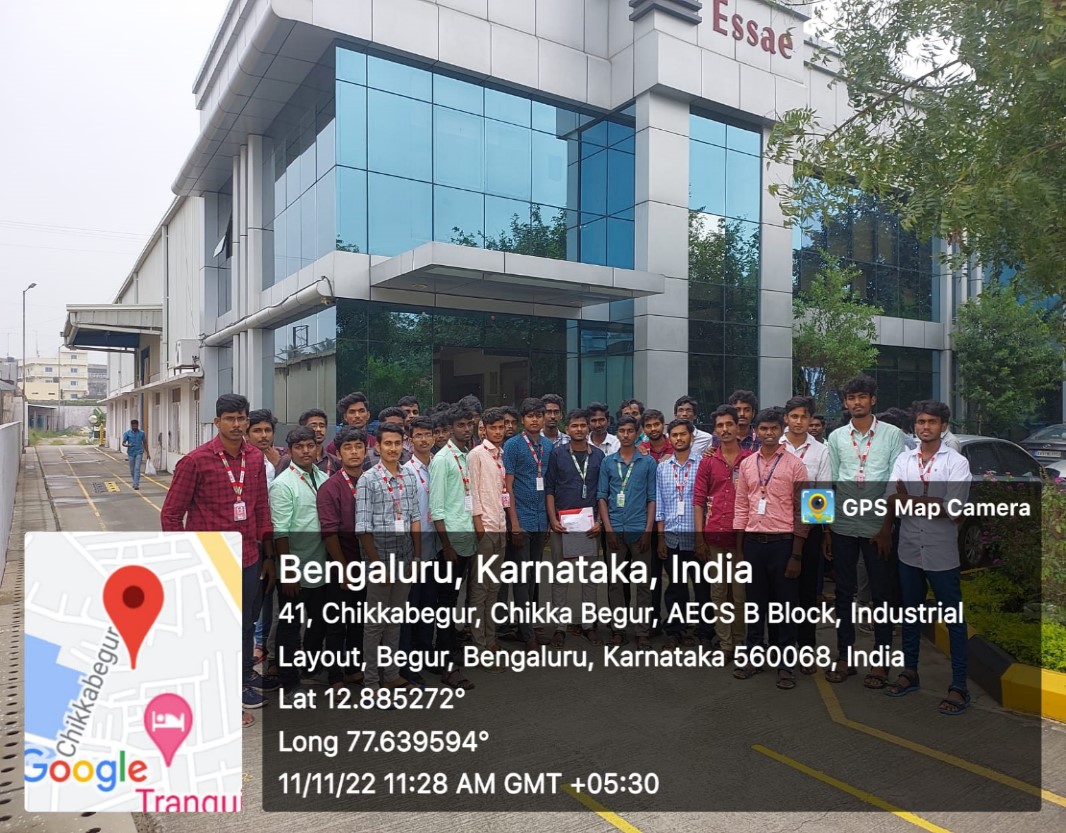 Essae
GPS Map Camera
Bengaluru, Karnataka, India
41, Chikkabegur, Chikka Begur, AECS B Block, Industrial
Layout, Begur, Bengaluru, Karnataka 560068, India
Lat 12.885272°
Long 77.639594°
11/11/22 11:28 AM GMT +05:30
Chikkabegur
Google
Tranqui